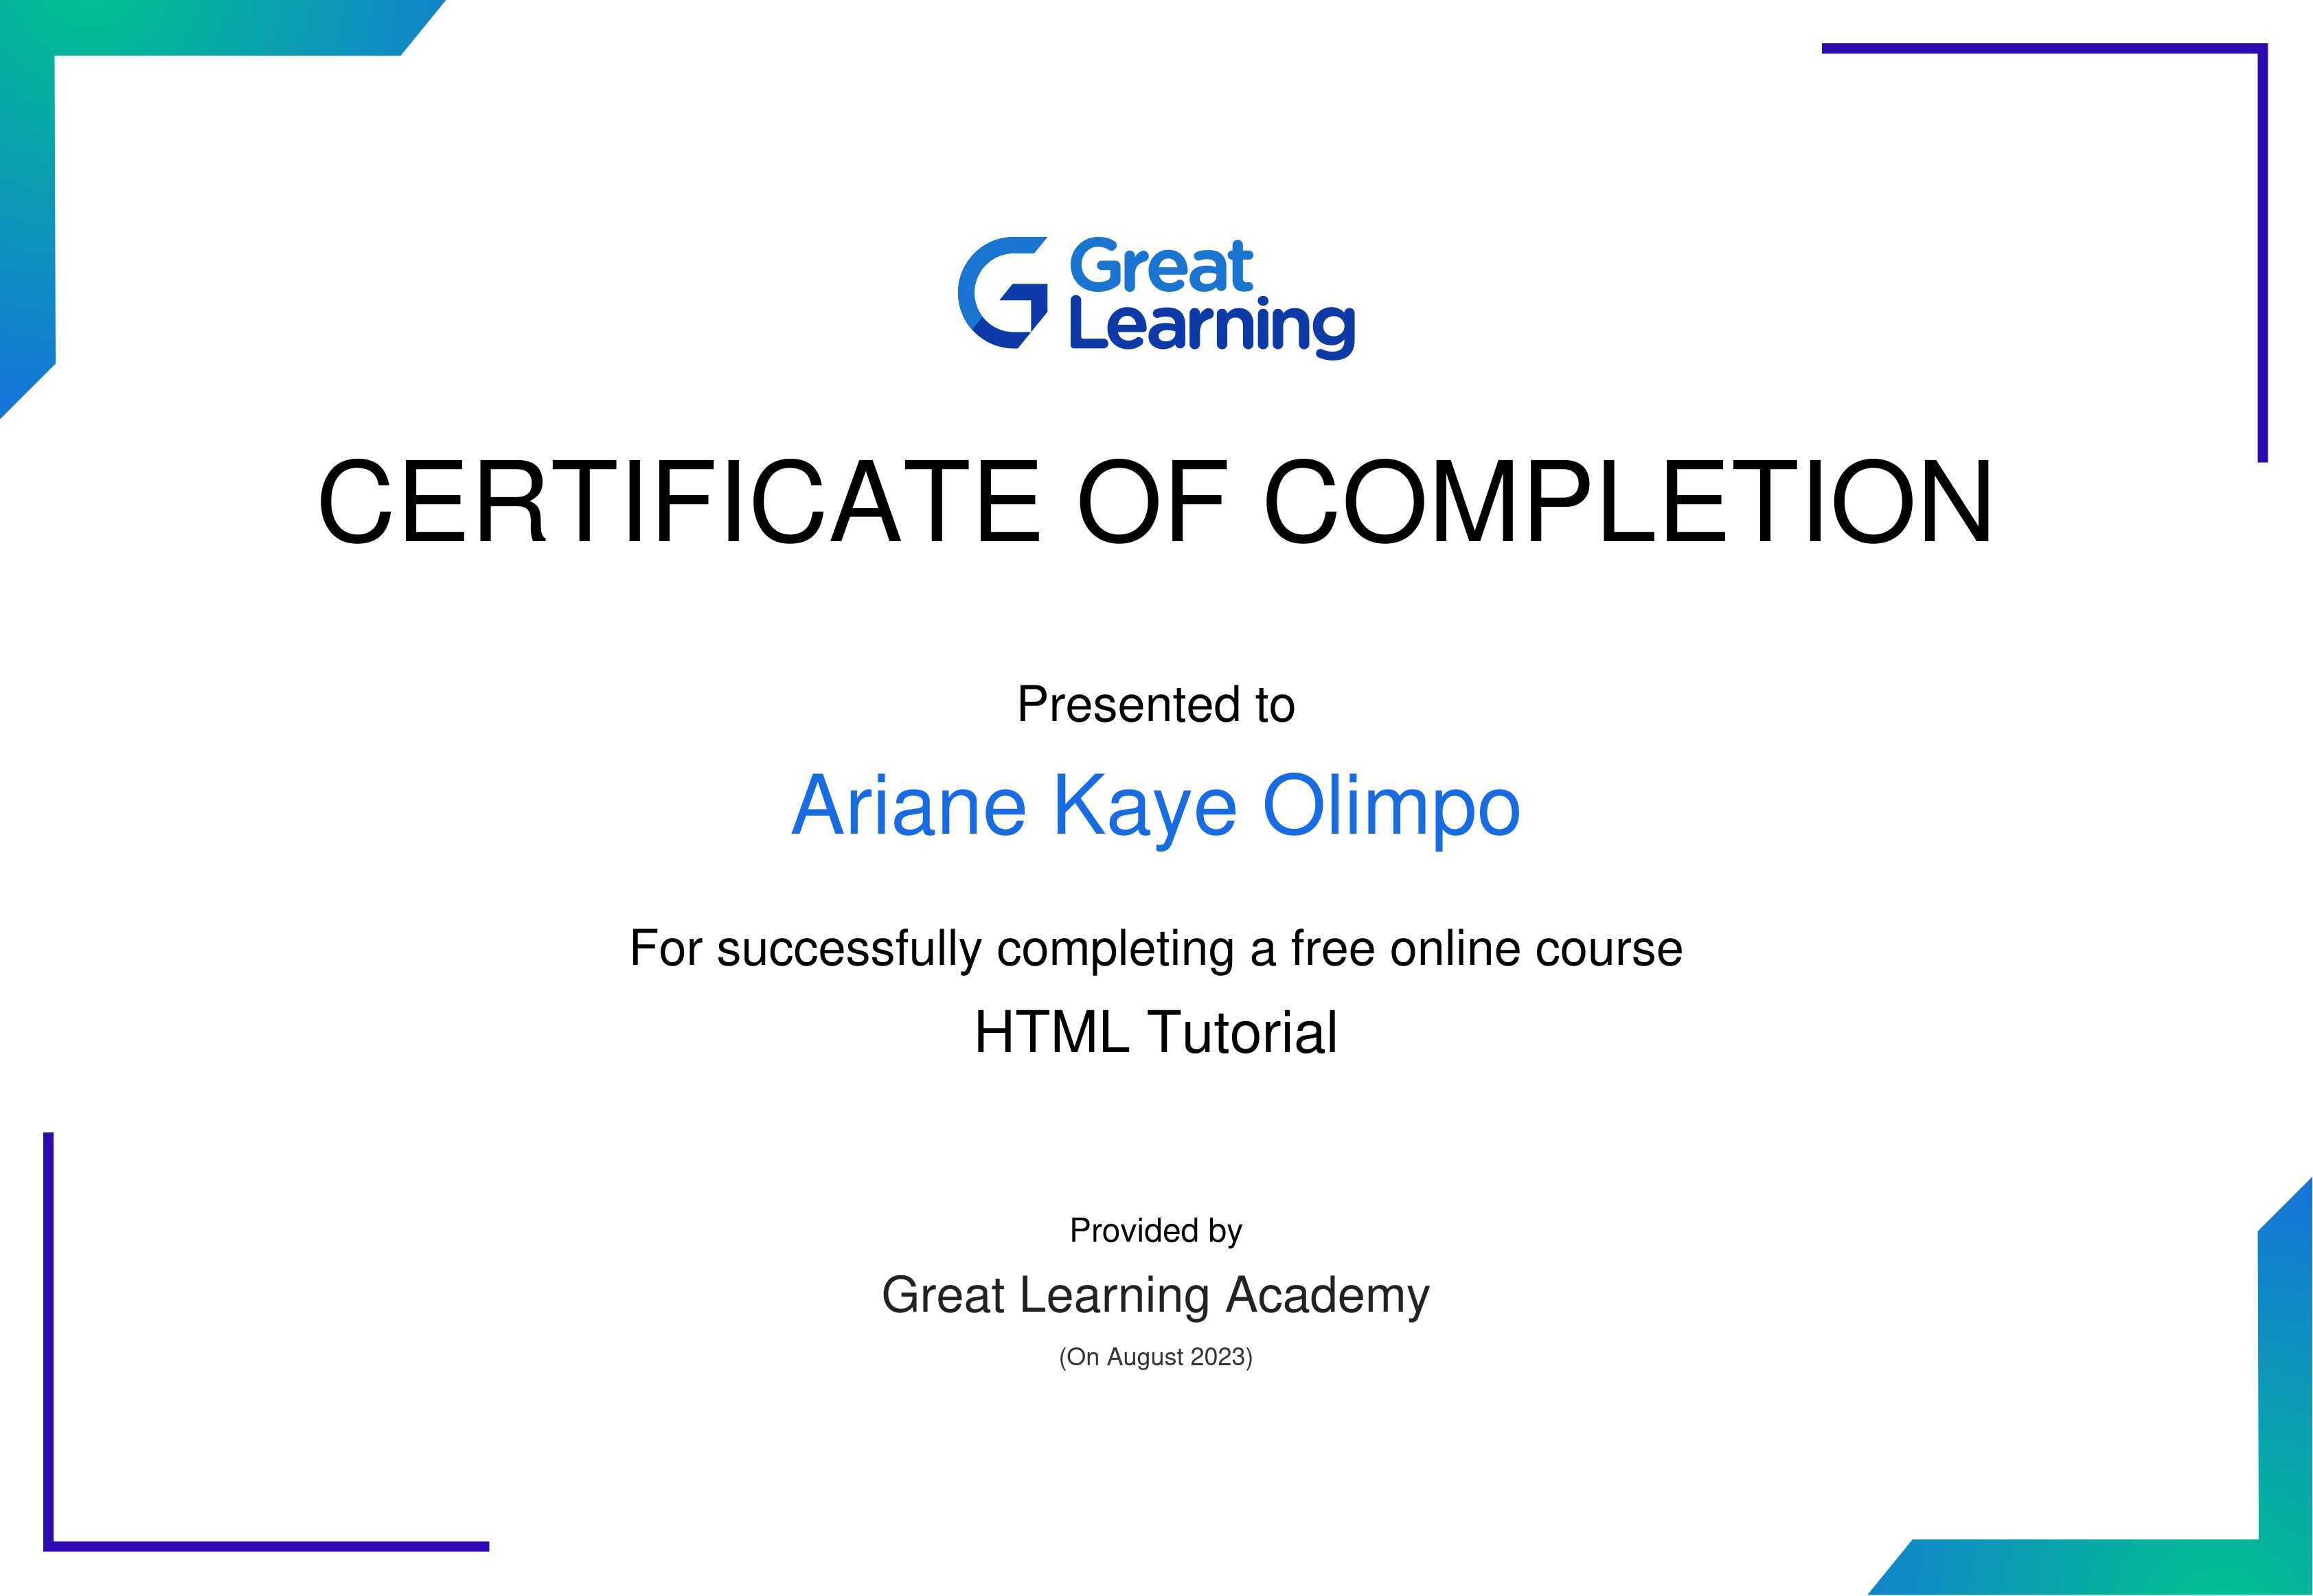 Great
Learning
CERTIFICATE OF COMPLETION
Presented to
Ariane Kaye Olimpo
For successfully completing a free online course
HTML Tutorial
Provided by
Great Learning Academy
(On August 2023)